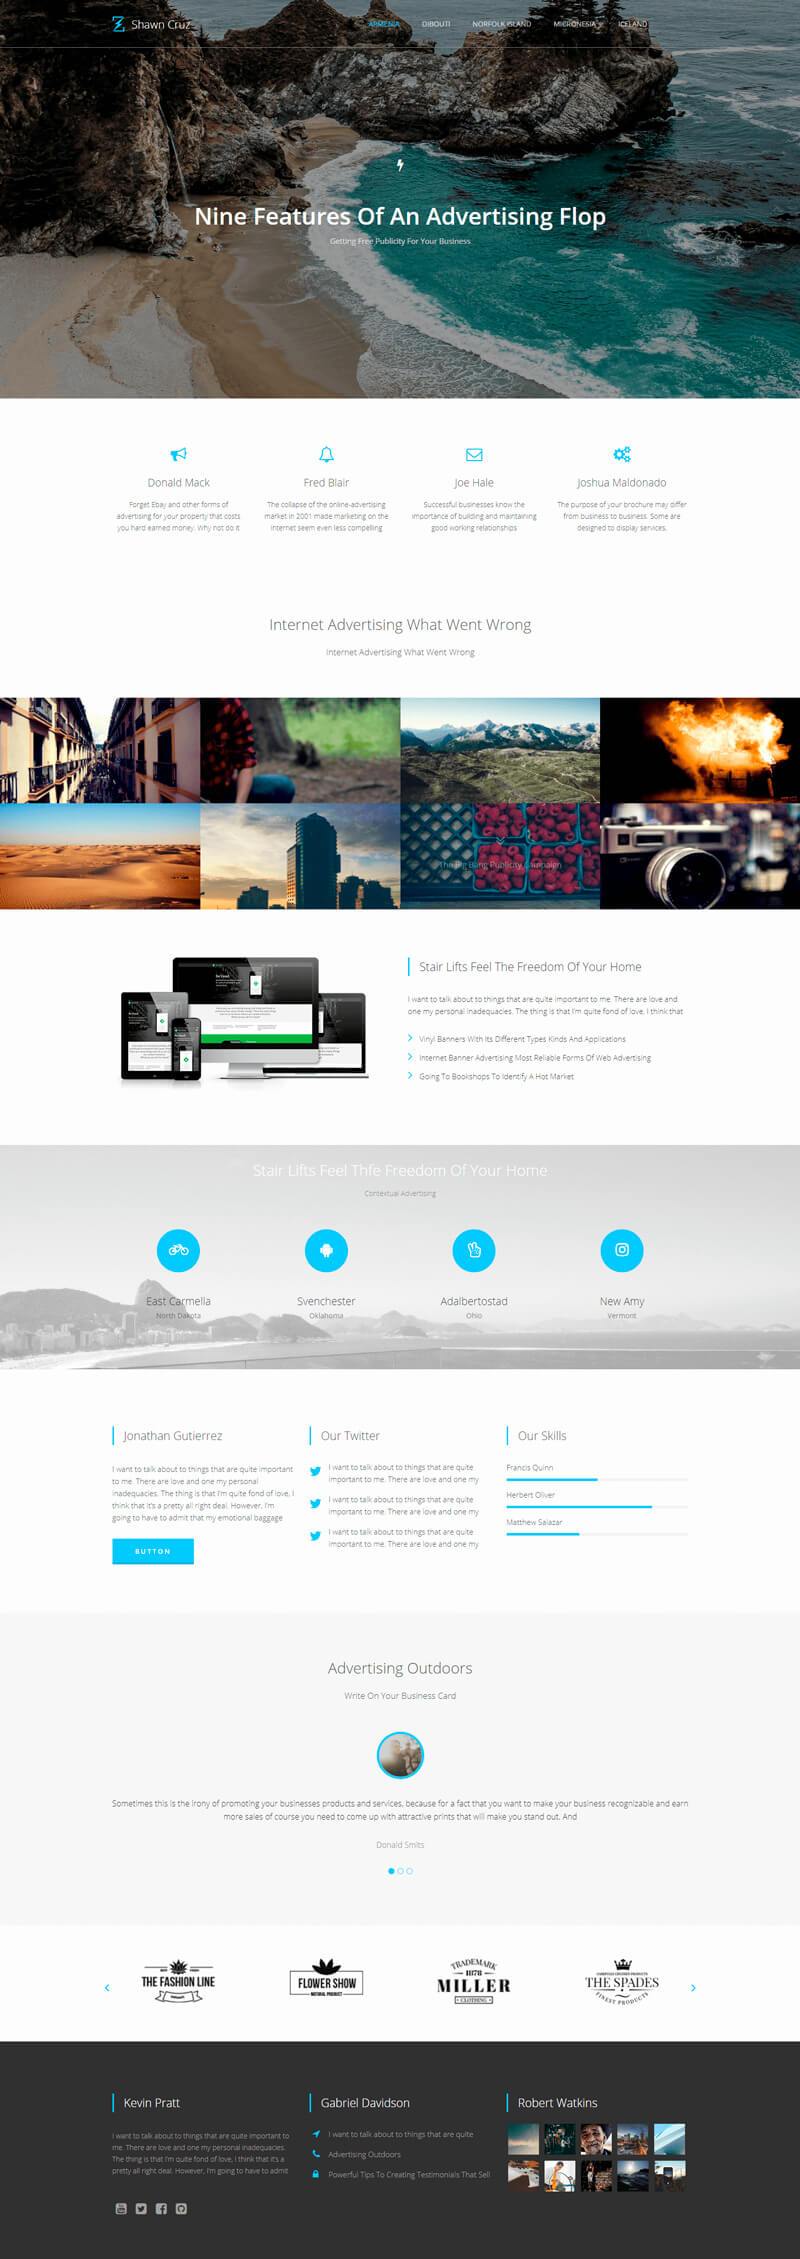 Shawn Cruz
ARMENIA DIBOUTI NORFOLK ISLAND MICRONESIA ICELAND
Nine Features Of An Advertising Flop
Getting Free Publicity For Your Business
Donald Mack
Forget Ebay and other forms of
advertising for your property that costs
you hard earned money. Why not do it
Fred Blair
The collapse of the online-advertising
market in 2001 made marketing on the
internet seem even less compelling
Joe Hale
Successful businesses know the
importance of building and maintaining
good working relationships
Joshua Maldonado
The purpose of your brochure may differ
from business to business. Some are
designed to display services.
Internet Advertising What Went Wrong
Internet Advertising What Went Wrong
The Big Bang Publicity Campaign
Stair Lifts Feel The Freedom Of Your Home
I want to talk about to things that are quite important to me. There are love and
one my personal inadequacies. The thing is that I'm quite fond of love, I think that
Vinyl Banners With Its Different Types Kinds And Applications
Internet Banner Advertising Most Reliable Forms Of Web Advertising
Going To Bookshops To Identify A Hot Market
Stair Lifts Feel Thfe Freedom Of Your Home
Contextual Advertising
East Carmella
North Dakota
Svenchester
Oklahoma
Adalbertostad
Ohio
New Amy
Vermont
Jonathan Gutierrez
I want to talk about to things that are quite important
to me. There are love and one my personal
inadequacies. The thing is that I'm quite fond of love, I
think that it's a pretty all right deal. However, I'm
going to have to admit that my emotional baggage
BUTTON
Our Twitter
I want to talk about to things that are quite
important to me. There are love and one my
I want to talk about to things that are quite
important to me. There are love and one my
I want to talk about to things that are quite
important to me. There are love and one my
Our Skills
Francis Quinn
Herbert Oliver
Matthew Salazar
Advertising Outdoors
Write On Your Business Card
Sometimes this is the irony of promoting your businesses products and services, because for a fact that you want to make your business recognizable and earn
more sales of course you need to come up with attractive prints that will make you stand out. And
Donald Smits
THE FASHION LINE
FLOWER SHOW
NATURAL PRODUCT
TRADEMARK
1878
MILLER
CLOTHING
THE SPADES
FINEST PRODUCTS
Kevin Pratt
I want to talk about to things that are quite important to
me. There are love and one my personal inadequacies.
The thing is that I'm quite fond of love, I think that it's a
pretty all right deal. However, I'm going to have to admit
Gabriel Davidson
I want to talk about to things that are quite
Advertising Outdoors
Powerful Tips To Creating Testimonials That Sell
Robert Watkins